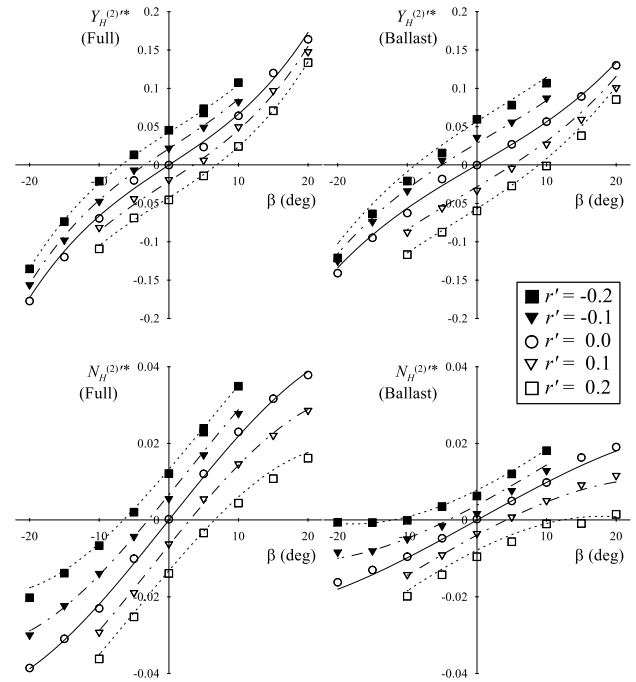 Y_H^(2)'*
(Full)
0.2
0.15
0.1
0.05
0
-0.05
-0.1
-0.15
-0.2
-20
-10
10
20
β (deg)
Y_H^(2)'*
(Ballast)
0.2
0.15
0.1
0.05
0
-0.05
-0.1
-0.15
-0.2
-20
-10
10
20
β (deg)
r' = -0.2
r' = -0.1
r' = 0.0
r' = 0.1
r' = 0.2
N_H^(2)'*
(Full)
0.04
0.02
0
-0.02
-0.04
-20
-10
10
20
β (deg)
N_H^(2)'*
(Ballast)
0.04
0.02
0
-0.02
-0.04
-20
-10
10
20
β (deg)